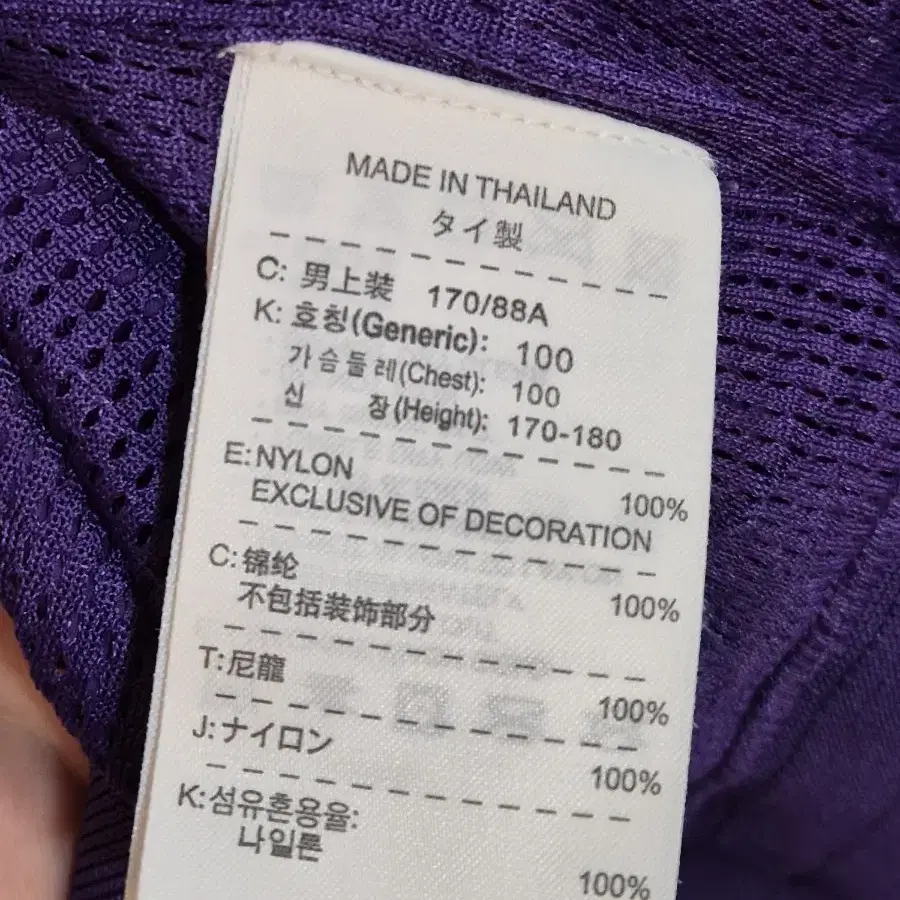 MADE IN THAILAND
タイ製
C: 男上装 170/88A
K: 호칭(Generic): 100
가슴둘레(Chest): 100
신 장(Height): 170-180
E: NYLON 100%
EXCLUSIVE OF DECORATION
C: 锦纶 100%
不包括装饰部分
T: 尼龍 100%
J: ナイロン 100%
K: 섬유혼용율:
나일론 100%